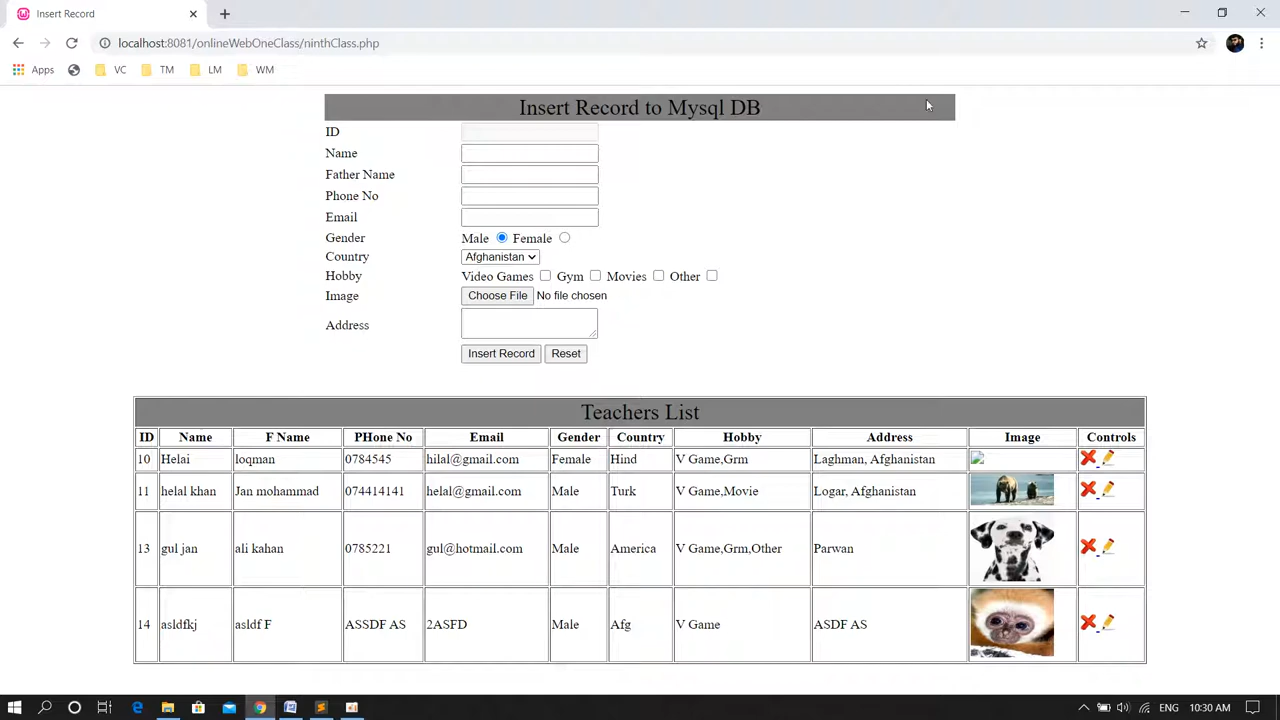 Insert Record
localhost:8081/onlineWebOneClass/ninthClass.php
Apps VC TM LM WM
Insert Record to Mysql DB
ID
Name
Father Name
Phone No
Email
Gender Male Female
Country Afghanistan
Hobby Video Games Gym Movies Other
Image Choose File No file chosen
Address
Insert Record Reset
Teachers List
ID Name F Name PHone No Email Gender Country Hobby Address Image Controls
10 Helai loqman 0784545 hilal@gmail.com Female Hind V Game,Grm Laghman, Afghanistan
11 helal khan Jan mohammad 074414141 helal@gmail.com Male Turk V Game,Movie Logar, Afghanistan
13 gul jan ali kahan 0785221 gul@hotmail.com Male America V Game,Grm,Other Parwan
14 asldfkj asldf F ASSDF AS 2ASFD Male Afg V Game ASDF AS
ENG 10:30 AM